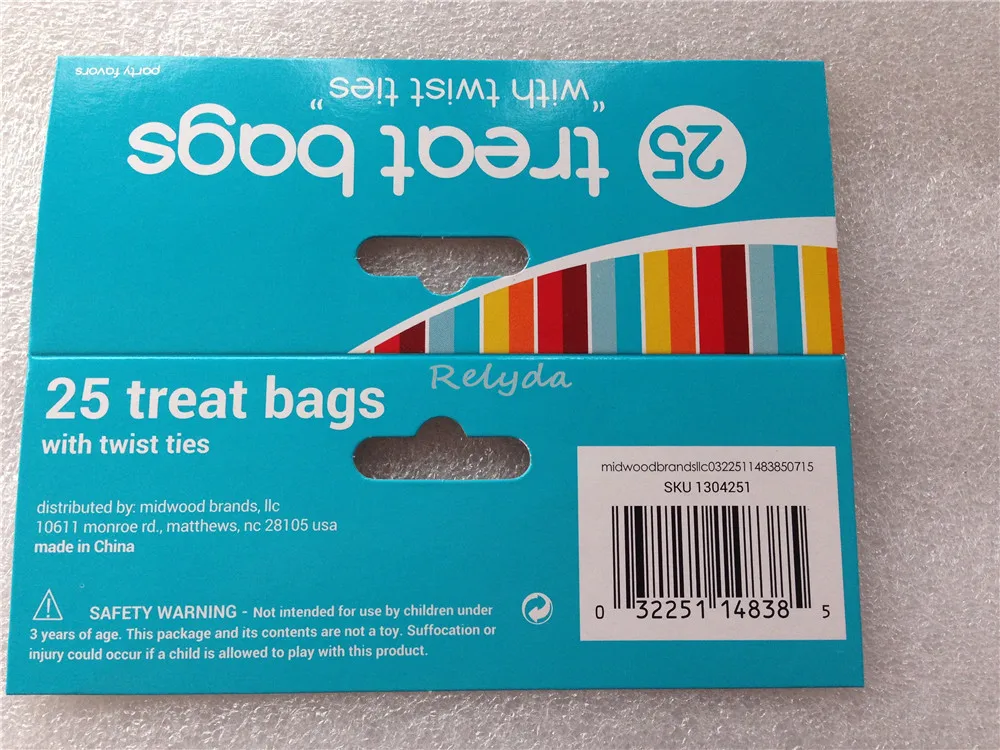 party favors
"with twist ties"
25 treat bags
Relyda
25 treat bags
with twist ties
distributed by: midwood brands, llc
10611 monroe rd., matthews, nc 28105 usa
made in China
SAFETY WARNING - Not intended for use by children under
3 years of age. This package and its contents are not a toy. Suffocation or
injury could occur if a child is allowed to play with this product.
midwoodbrandsllc0322511483850715
SKU 1304251
0 32251 14838 5